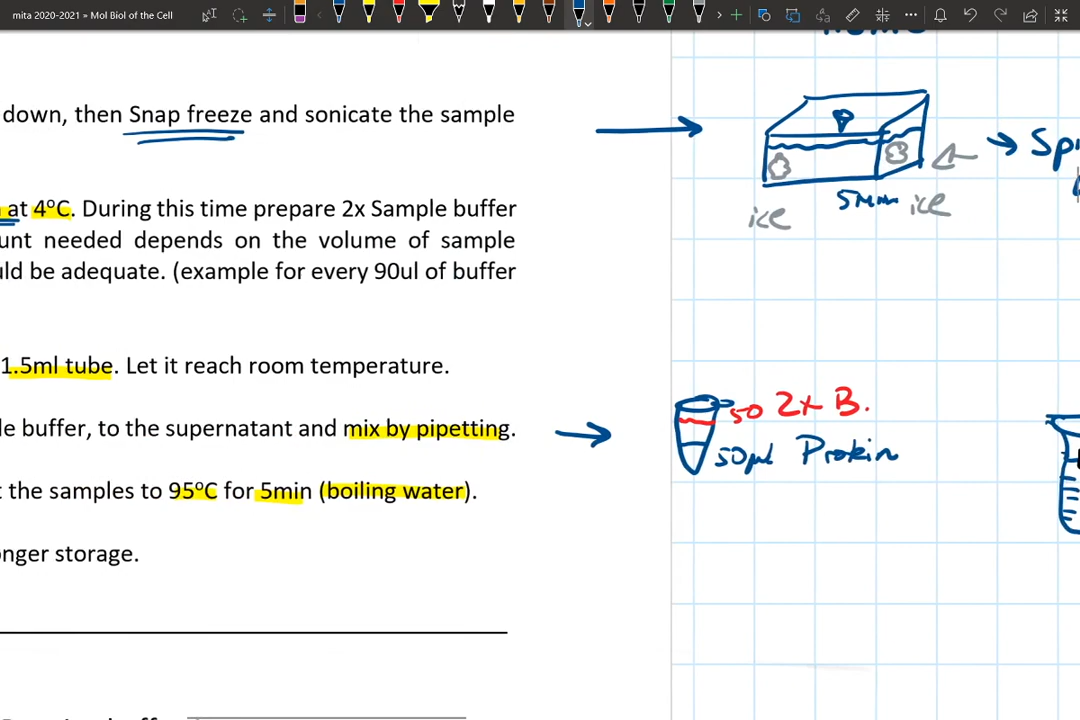 mita 2020-2021 » Mol Biol of the Cell
down, then Snap freeze and sonicate the sample
at 4ºC. During this time prepare 2x Sample buffer
unt needed depends on the volume of sample
uld be adequate. (example for every 90ul of buffer
1.5ml tube. Let it reach room temperature.
le buffer, to the supernatant and mix by pipetting.
t the samples to 95ºC for 5min (boiling water).
onger storage.
5min
ice
ice
50 2x B.
50µl Protein